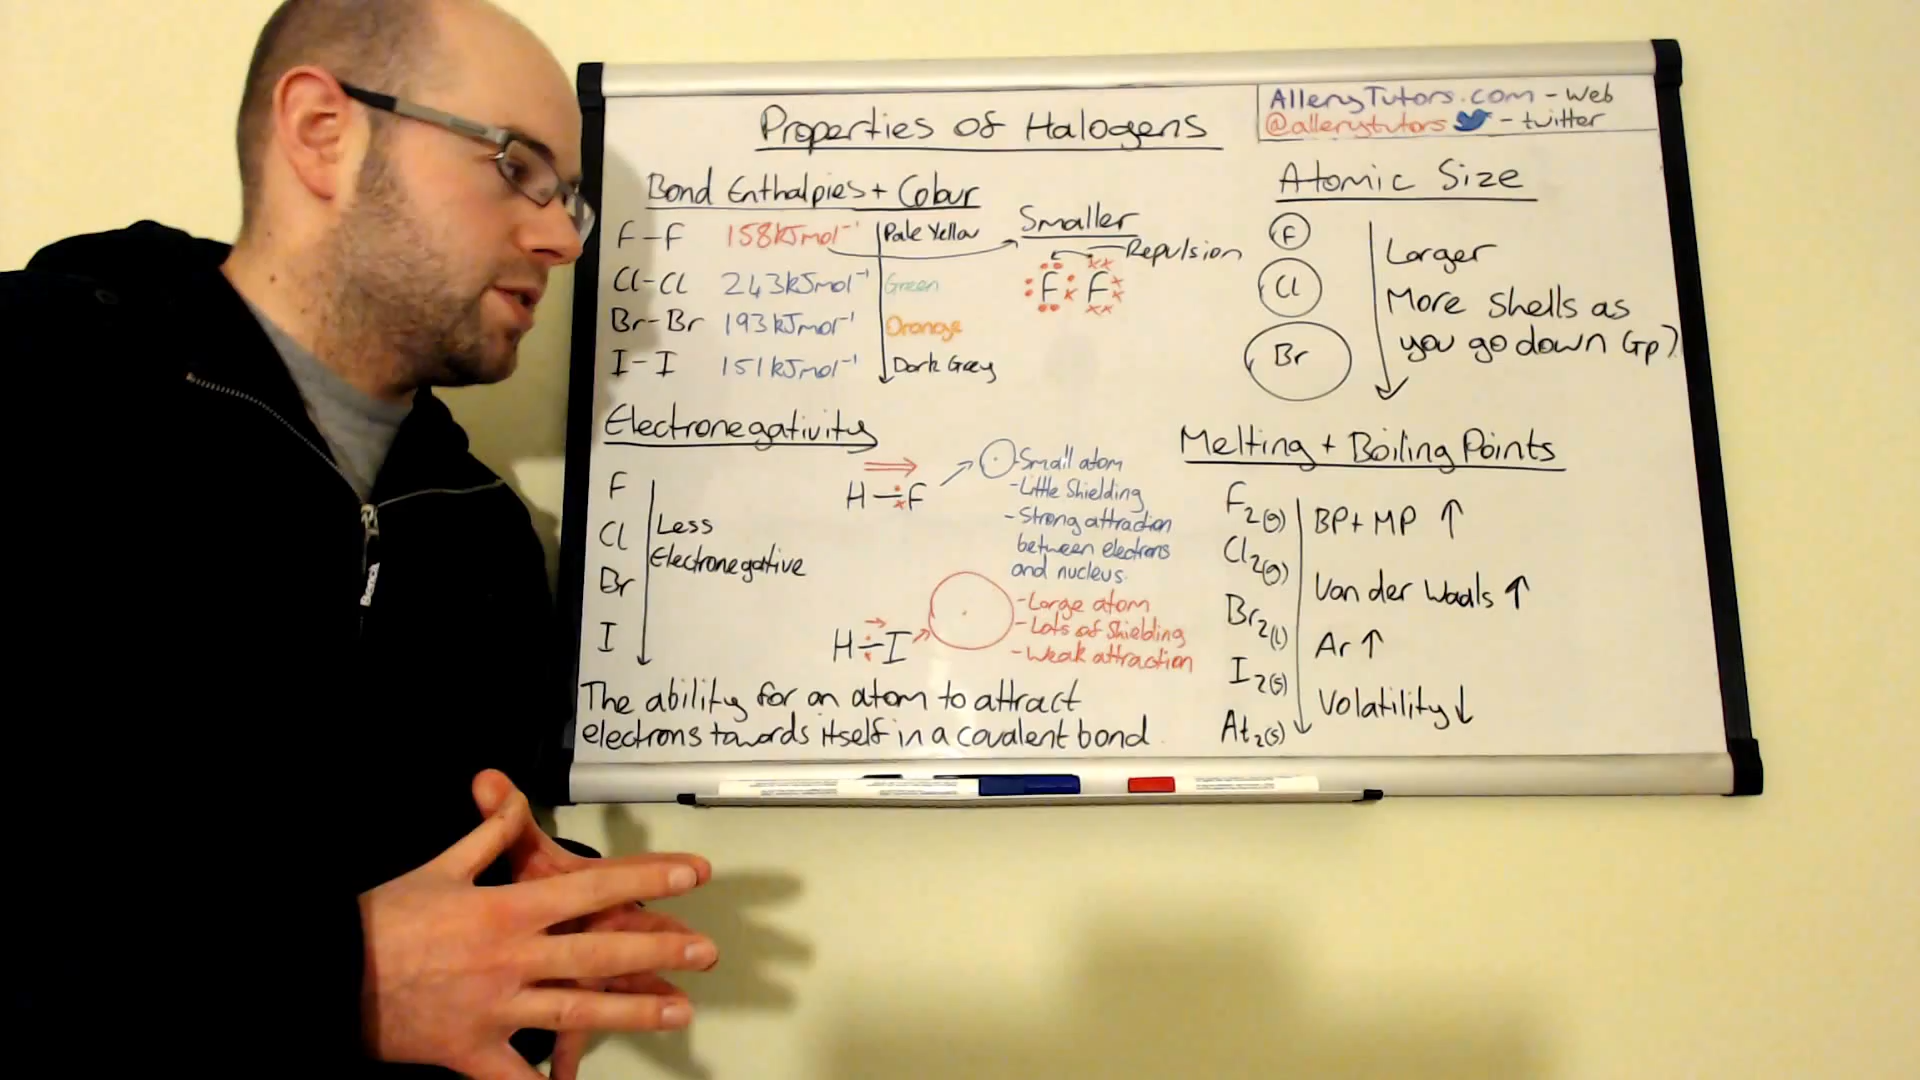 Properties of Halogens
AlleryTutors.com - Web
@allerytutors - twitter
Bond Enthalpies + Colour
F-F 158kJmol⁻¹ Pale Yellow
Cl-Cl 243kJmol⁻¹ Green
Br-Br 193kJmol⁻¹ Orange
I-I 151kJmol⁻¹ Dark Grey
Smaller
Repulsion
F F
Atomic Size
F
Cl
Br
Larger
More shells as
you go down Gp7
Electronegativity
F
Cl
Br
I
Less
Electronegative
H-F
-Small atom
-Little Shielding
-Strong attraction
between electrons
and nucleus.
H-I
-Large atom
-Lots of Shielding
-Weak attraction
The ability for an atom to attract
electrons towards itself in a covalent bond.
Melting + Boiling Points
F₂(g)
Cl₂(g)
Br₂(l)
I₂(s)
At₂(s)
BP+MP ↑
Van der Waals ↑
Ar ↑
Volatility ↓
Bench